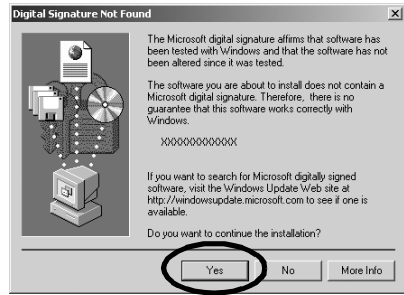 Digital Signature Not Found
The Microsoft digital signature affirms that software has
been tested with Windows and that the software has not
been altered since it was tested.
The software you are about to install does not contain a
Microsoft digital signature. Therefore, there is no
guarantee that this software works correctly with
Windows.
XXXXXXXXXXXXX
If you want to search for Microsoft digitally signed
software, visit the Windows Update Web site at
http://windowsupdate.microsoft.com to see if one is
available.
Do you want to continue the installation?
Yes No More Info